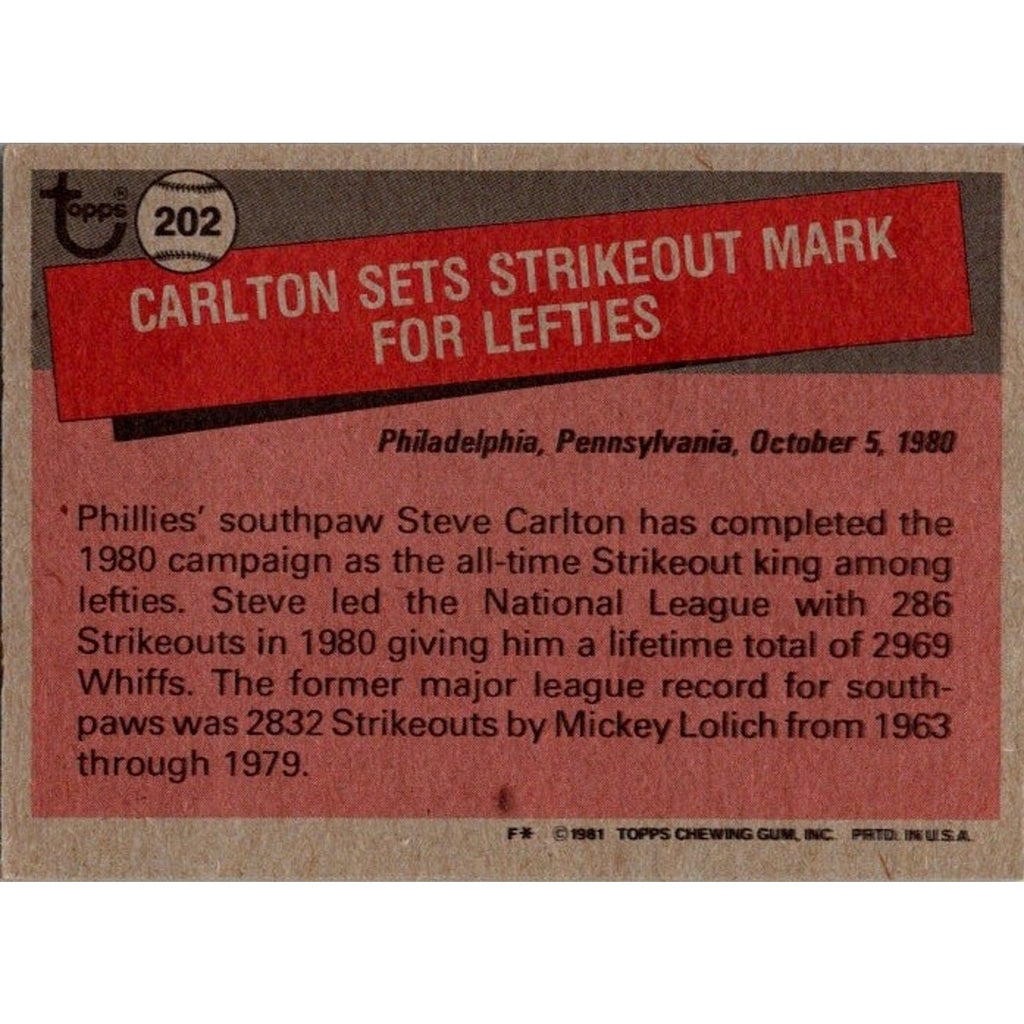 Topps®
202
CARLTON SETS STRIKEOUT MARK
FOR LEFTIES
Philadelphia, Pennsylvania, October 5, 1980
Phillies' southpaw Steve Carlton has completed the
1980 campaign as the all-time Strikeout king among
lefties. Steve led the National League with 286
Strikeouts in 1980 giving him a lifetime total of 2969
Whiffs. The former major league record for south-
paws was 2832 Strikeouts by Mickey Lolich from 1963
through 1979.
F* ©1981 TOPPS CHEWING GUM, INC. PRTD. IN U.S.A.